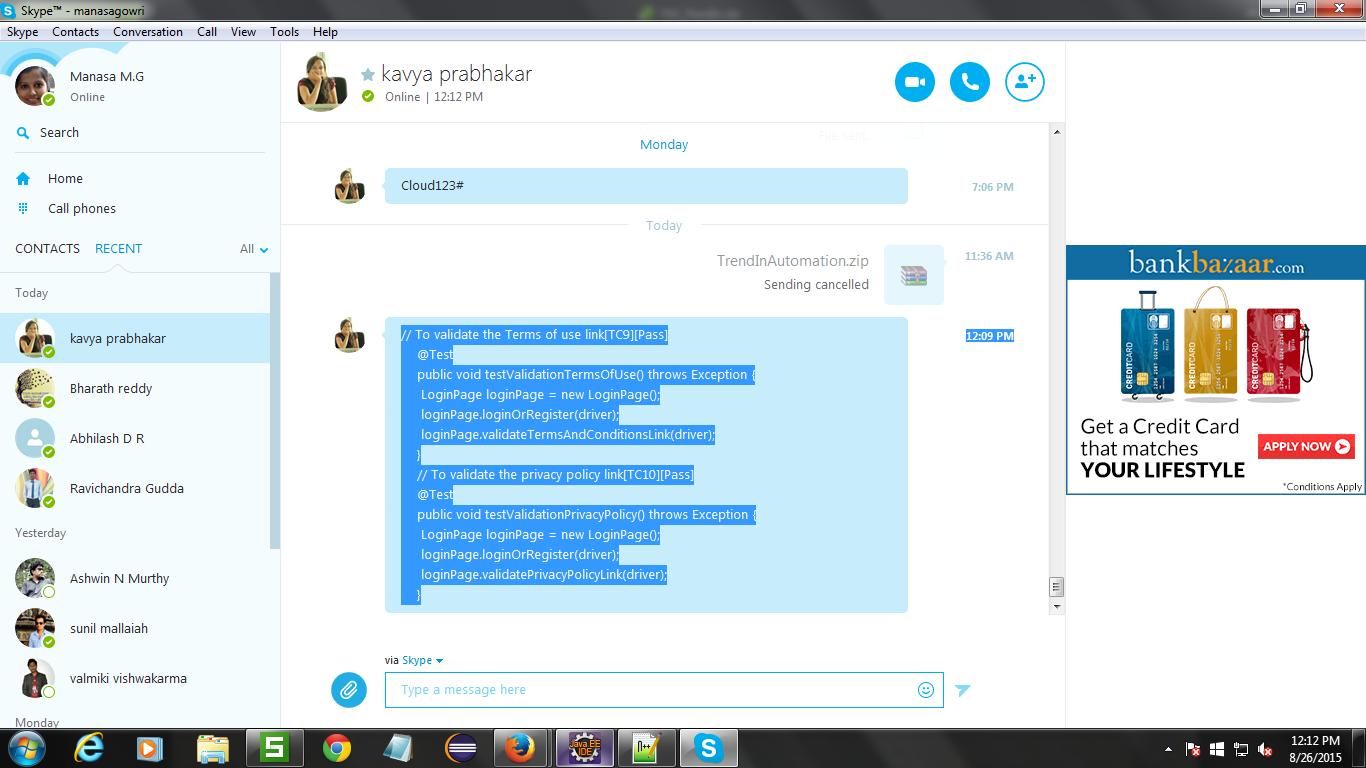 Skype™ - manasagowri
Skype Contacts Conversation Call View Tools Help
Manasa M.G
Online
Search
Home
Call phones
CONTACTS RECENT All
Today
kavya prabhakar
Bharath reddy
Abhilash D R
Ravichandra Gudda
Yesterday
Ashwin N Murthy
sunil mallaiah
valmiki vishwakarma
Monday
kavya prabhakar
Online | 12:12 PM
Monday
Cloud123#
7:06 PM
Today
TrendInAutomation.zip
Sending cancelled
11:36 AM
// To validate the Terms of use link[TC9][Pass]
@Test
public void testValidationTermsOfUse() throws Exception {
LoginPage loginPage = new LoginPage();
loginPage.loginOrRegister(driver);
loginPage.validateTermsAndConditionsLink(driver);
}
// To validate the privacy policy link[TC10][Pass]
@Test
public void testValidationPrivacyPolicy() throws Exception {
LoginPage loginPage = new LoginPage();
loginPage.loginOrRegister(driver);
loginPage.validatePrivacyPolicyLink(driver);
}
12:09 PM
via Skype
Type a message here
bankbazaar.com
CREDITCARD
CREDITCARD
CREDITCARD
Get a Credit Card
that matches
YOUR LIFESTYLE
APPLY NOW
*Conditions Apply
Java EE
IDE
12:12 PM
8/26/2015